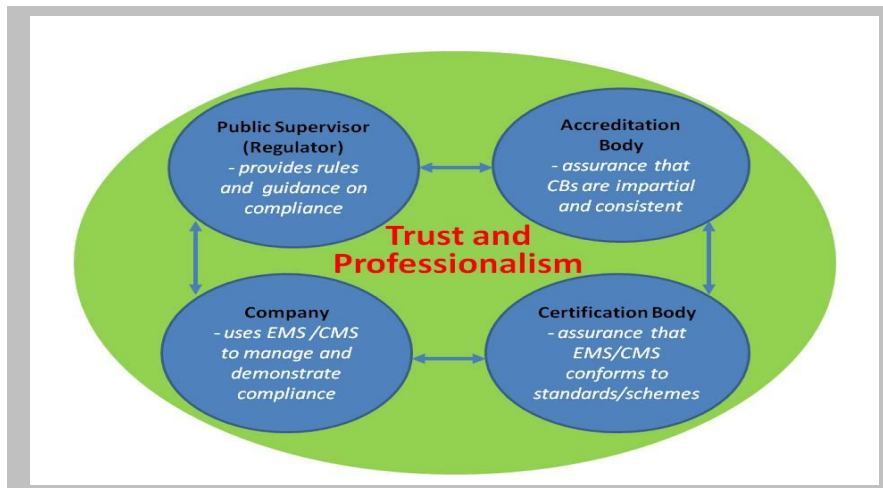 Public Supervisor
(Regulator)
- provides rules
and guidance on
compliance
Accreditation
Body
- assurance that
CBs are impartial
and consistent
Trust and
Professionalism
Company
- uses EMS /CMS
to manage and
demonstrate
compliance
Certification Body
- assurance that
EMS/CMS
conforms to
standards/schemes